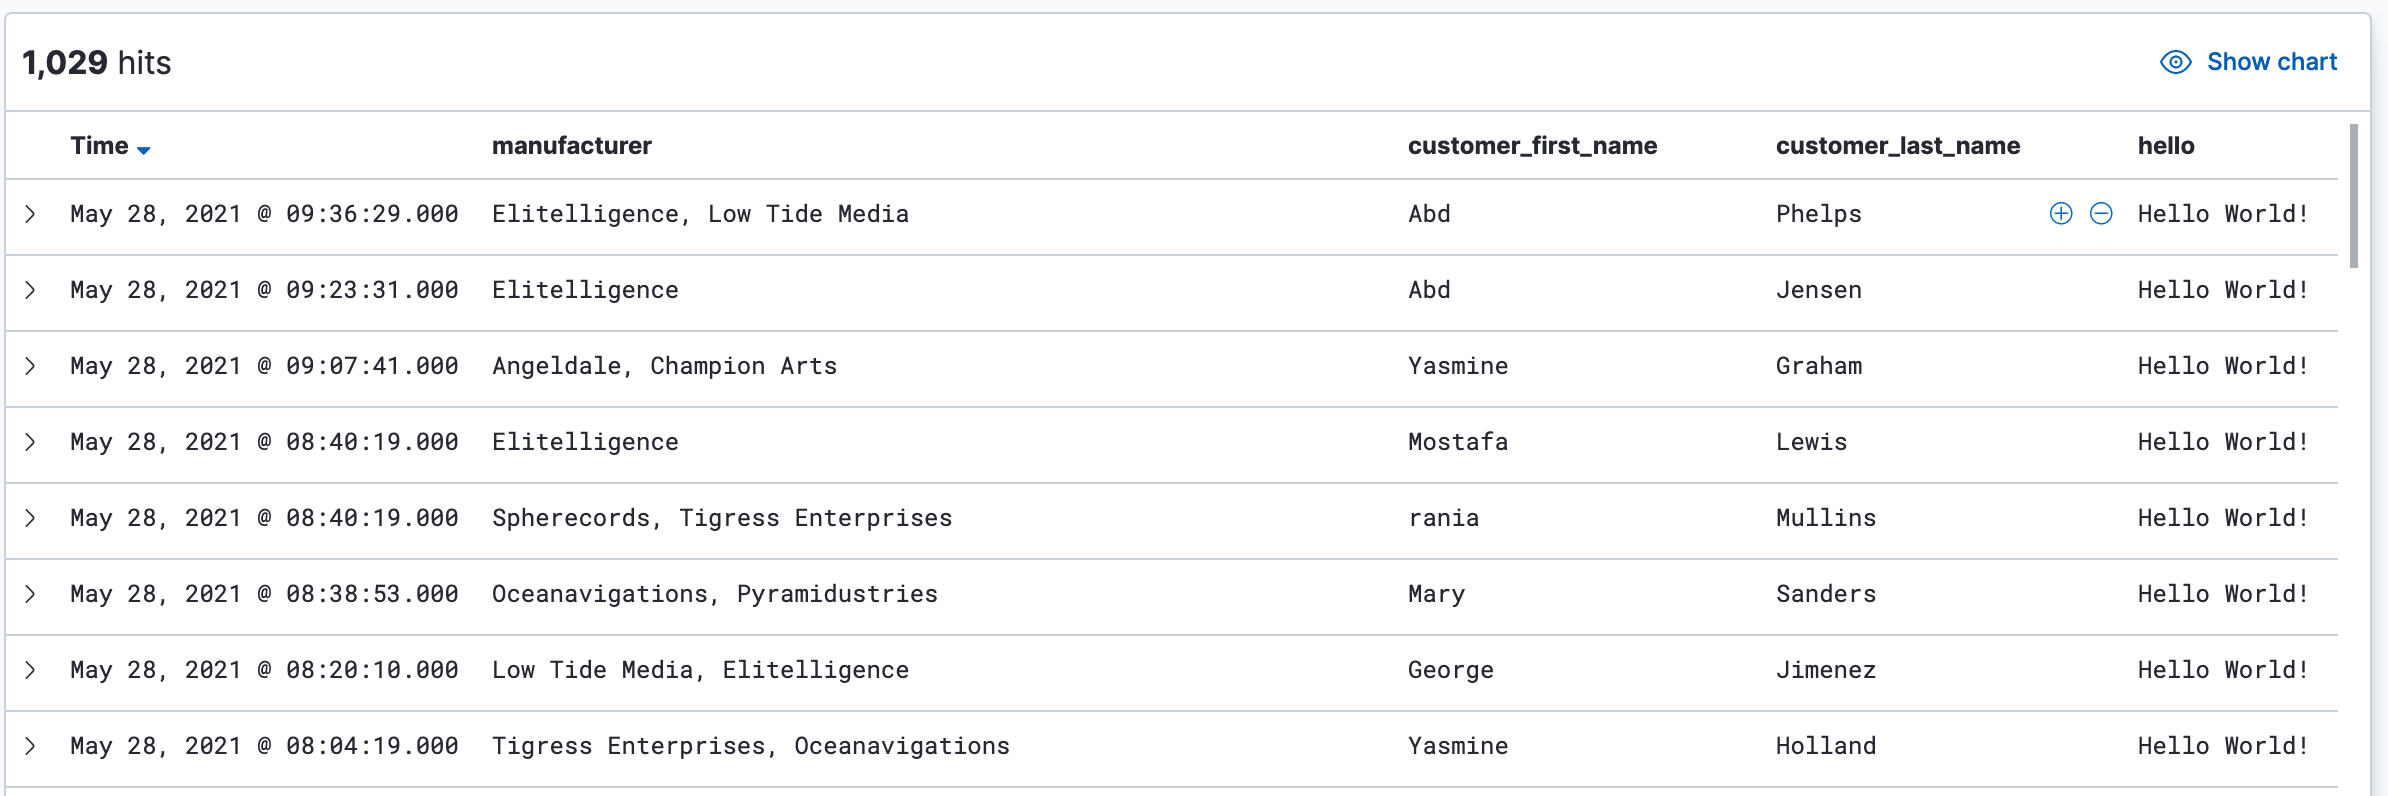 1,029 hits Show chart
Time manufacturer customer_first_name customer_last_name hello
May 28, 2021 @ 09:36:29.000 Elitelligence, Low Tide Media Abd Phelps Hello World!
May 28, 2021 @ 09:23:31.000 Elitelligence Abd Jensen Hello World!
May 28, 2021 @ 09:07:41.000 Angeldale, Champion Arts Yasmine Graham Hello World!
May 28, 2021 @ 08:40:19.000 Elitelligence Mostafa Lewis Hello World!
May 28, 2021 @ 08:40:19.000 Spherecords, Tigress Enterprises rania Mullins Hello World!
May 28, 2021 @ 08:38:53.000 Oceanavigations, Pyramidustries Mary Sanders Hello World!
May 28, 2021 @ 08:20:10.000 Low Tide Media, Elitelligence George Jimenez Hello World!
May 28, 2021 @ 08:04:19.000 Tigress Enterprises, Oceanavigations Yasmine Holland Hello World!